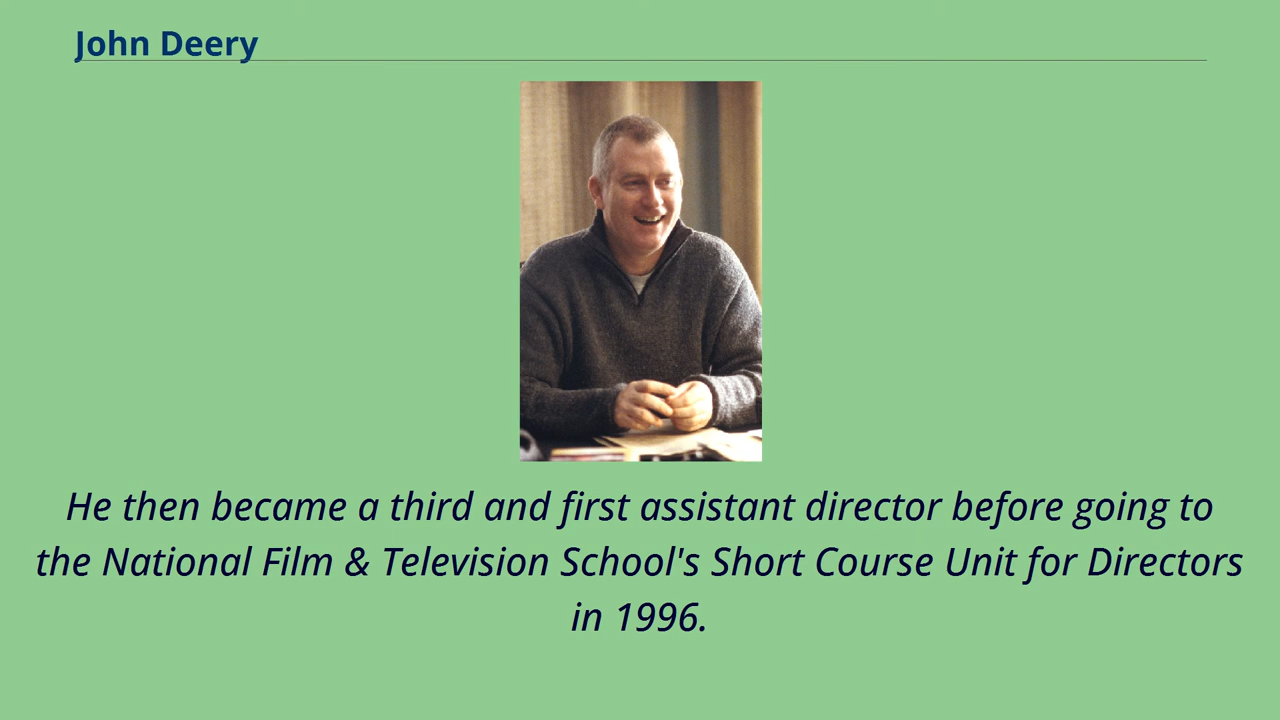 John Deery
He then became a third and first assistant director before going to
the National Film & Television School's Short Course Unit for Directors
in 1996.